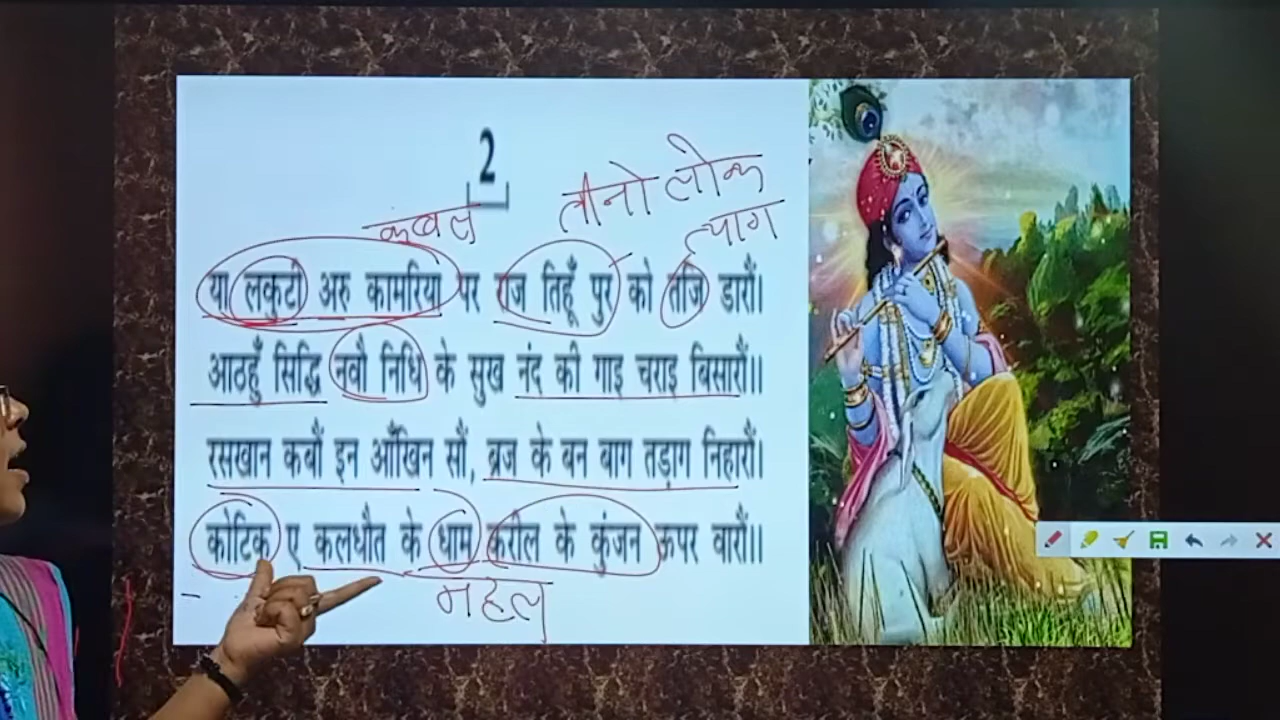 2
तीनो लोक
कंबल
त्याग
या लकुटी अरु कामरिया पर राज तिहूँ पुर को तजि डारौं।
आठहुँ सिद्धि नवौ निधि के सुख नंद की गाइ चराइ बिसारौं।।
रसखान कबौं इन आँखिन सौं, ब्रज के बन बाग तड़ाग निहारौं।
कोटिक ए कलधौत के धाम करील के कुंजन ऊपर वारौं।।
महल